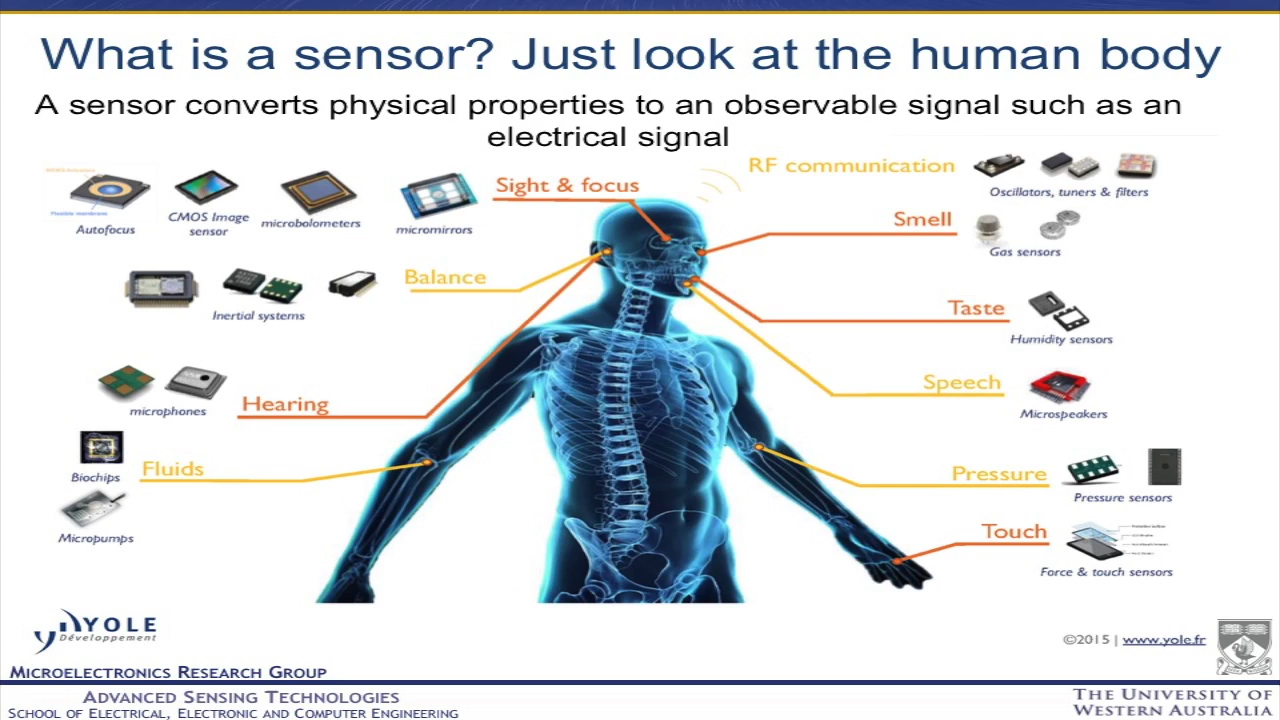 What is a sensor? Just look at the human body
A sensor converts physical properties to an observable signal such as an
electrical signal
Autofocus
CMOS Image
sensor
microbolometers
micromirrors
Sight & focus
RF communication
Oscillators, tuners & filters
Smell
Gas sensors
Balance
Inertial systems
Taste
Humidity sensors
Speech
Microspeakers
microphones
Hearing
Biochips
Fluids
Micropumps
Pressure
Pressure sensors
Touch
Force & touch sensors
YOLE
Développement
©2015 | www.yole.fr
MICROELECTRONICS RESEARCH GROUP
ADVANCED SENSING TECHNOLOGIES
SCHOOL OF ELECTRICAL, ELECTRONIC AND COMPUTER ENGINEERING
THE UNIVERSITY OF
WESTERN AUSTRALIA